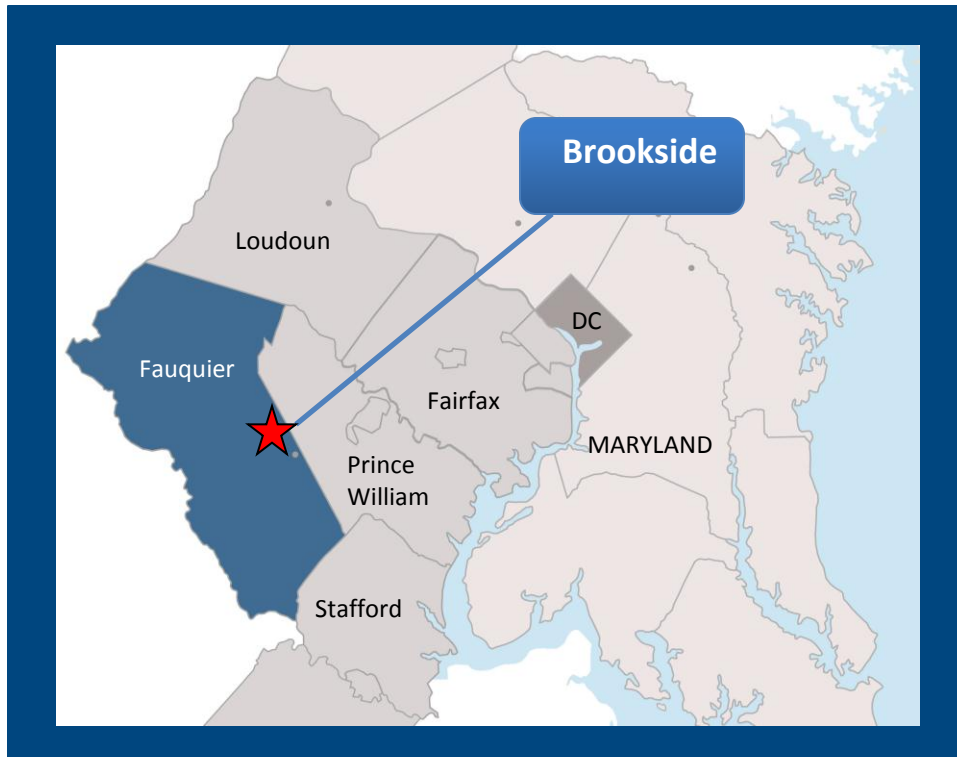 Brookside
Loudoun
DC
Fauquier
Fairfax
MARYLAND
Prince
William
Stafford